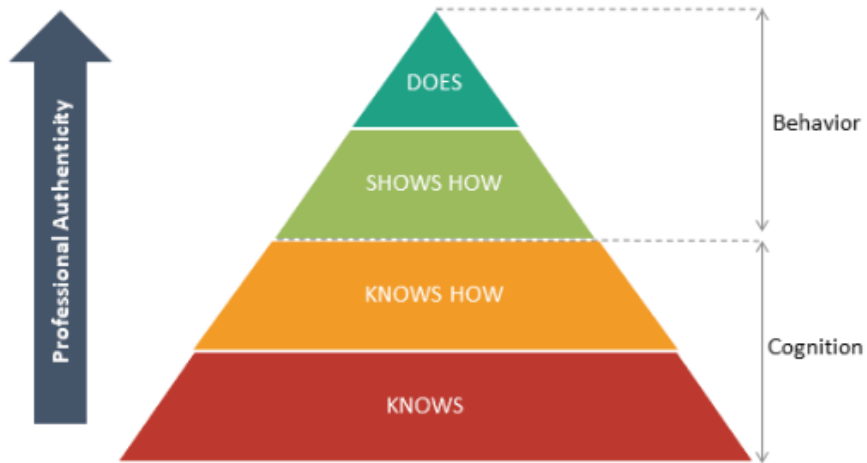 Professional Authenticity
DOES
SHOWS HOW
KNOWS HOW
KNOWS
Behavior
Cognition